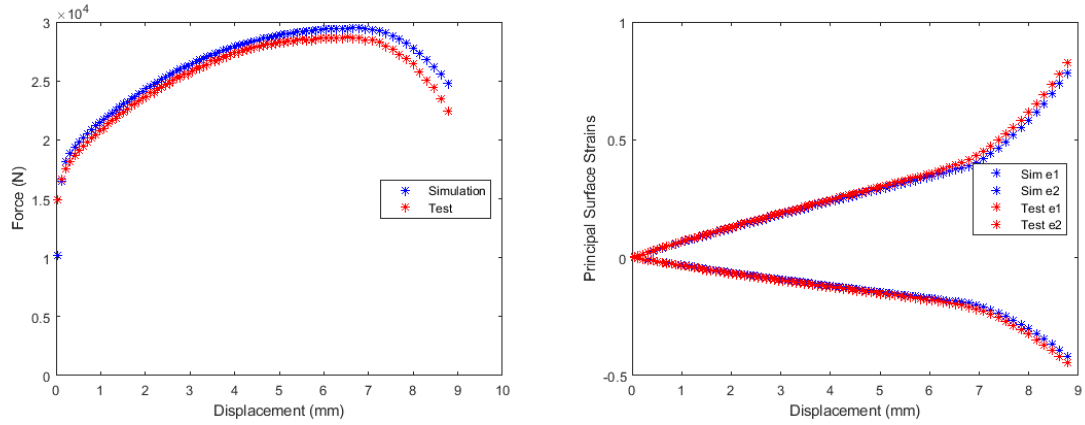 ×10⁴
3
2.5
2
1.5
1
0.5
0
Force (N)
0 1 2 3 4 5 6 7 8 9 10
Displacement (mm)
Simulation
Test
1
0.5
0
-0.5
Principal Surface Strains
0 1 2 3 4 5 6 7 8 9
Displacement (mm)
Sim e1
Sim e2
Test e1
Test e2